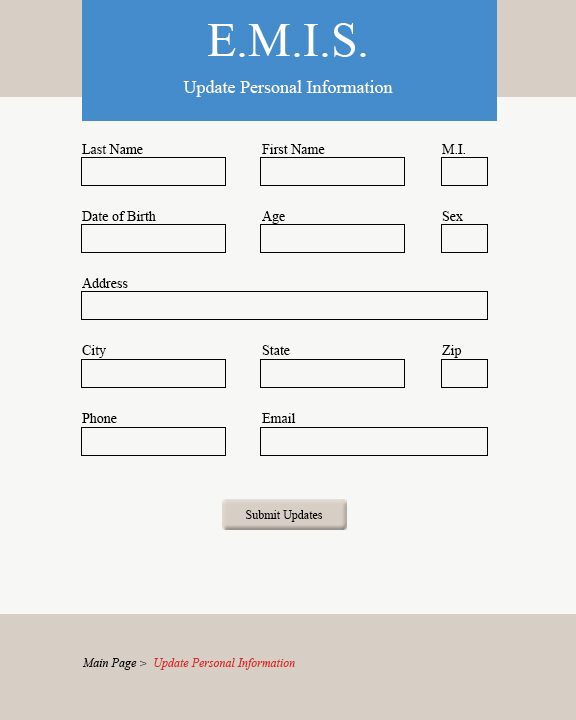 E.M.I.S.
Update Personal Information
Last Name First Name M.I.
Date of Birth Age Sex
Address
City State Zip
Phone Email
Submit Updates
Main Page > Update Personal Information